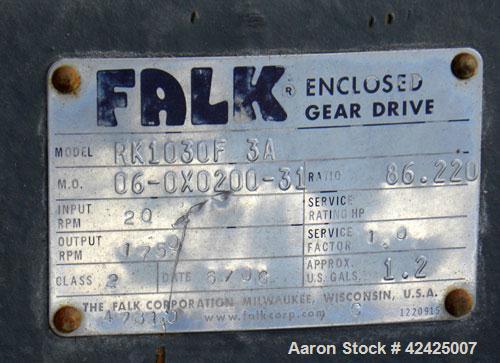 FALK® ENCLOSED
GEAR DRIVE
MODEL RK1030F 3A
M.O. 06-0X0200-31 RATIO 86.220
INPUT RPM 20 SERVICE RATING HP
OUTPUT RPM 1759 SERVICE FACTOR 1.0
CLASS 2 DATE 6/06 APPROX. U.S. GALS. 1.2
THE FALK CORPORATION MILWAUKEE, WISCONSIN, U.S.A.
www.falkcorp.com 1220915
Aaron Stock # 42425007